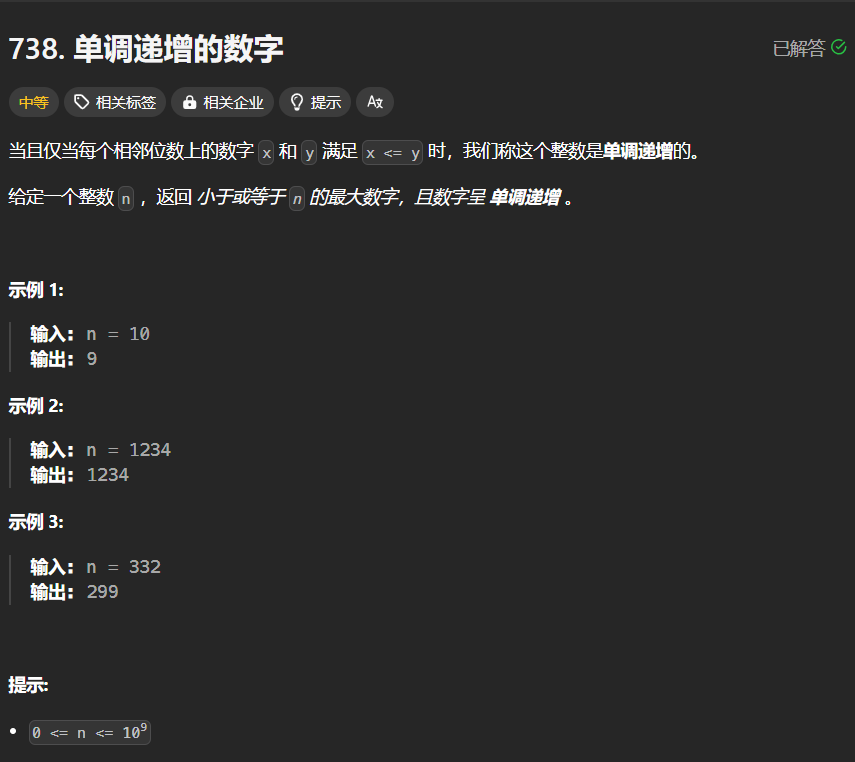 738. 单调递增的数字
已解答
中等 相关标签 相关企业 提示 Az
当且仅当每个相邻位数上的数字 x 和 y 满足 x <= y 时，我们称这个整数是单调递增的。
给定一个整数 n ，返回 小于或等于 n 的最大数字，且数字呈 单调递增 。
示例 1:
输入: n = 10
输出: 9
示例 2:
输入: n = 1234
输出: 1234
示例 3:
输入: n = 332
输出: 299
提示:
• 0 <= n <= 10⁹